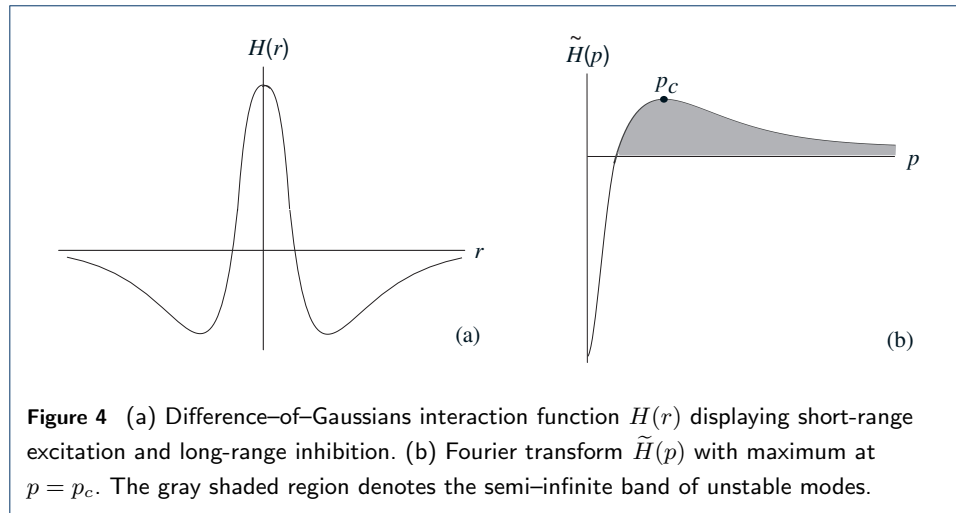 H(r)
r
(a)
H̃(p)
p_c
p
(b)
Figure 4 (a) Difference–of–Gaussians interaction function H(r) displaying short-range
excitation and long-range inhibition. (b) Fourier transform H̃(p) with maximum at
p = p_c. The gray shaded region denotes the semi–infinite band of unstable modes.